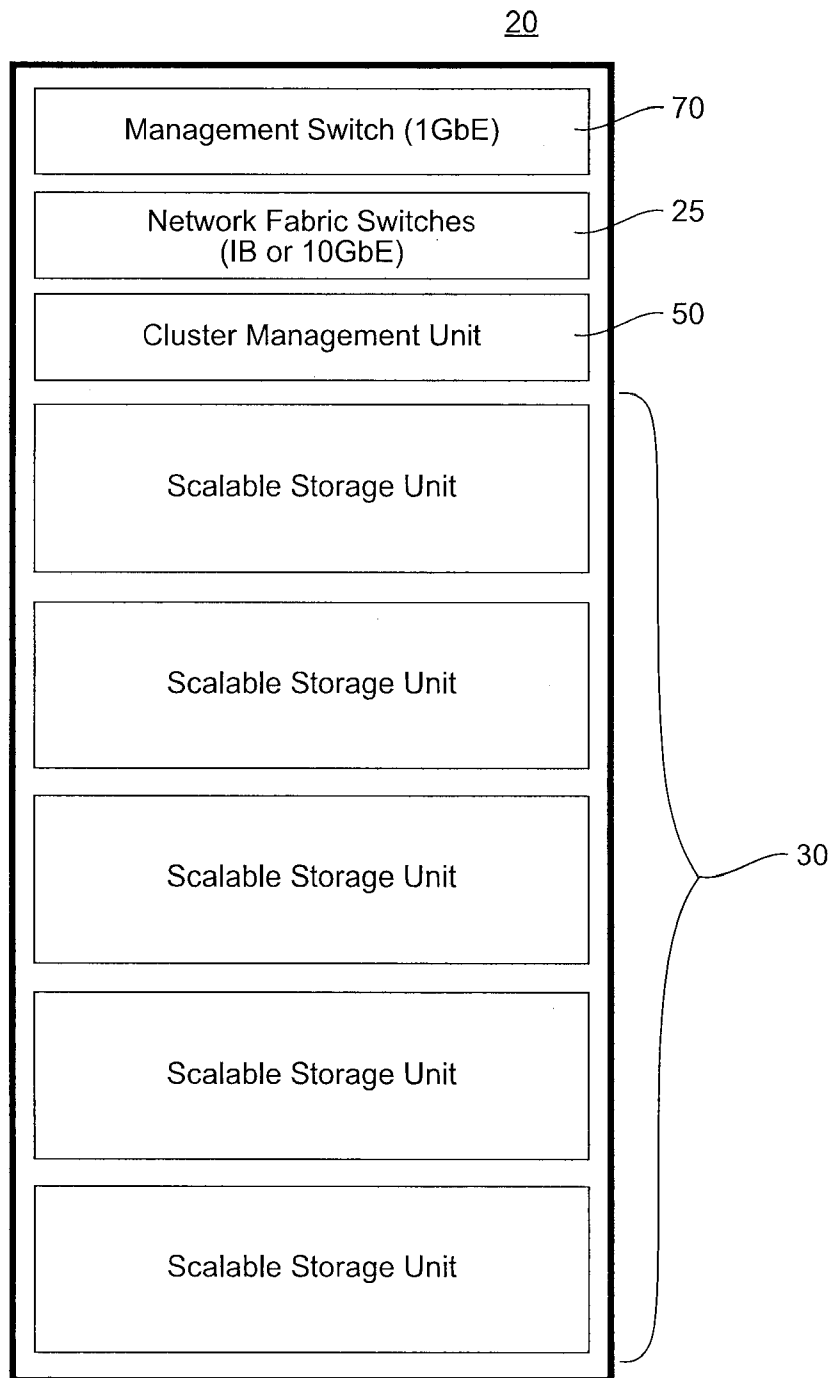 20
Management Switch (1GbE)
70
Network Fabric Switches
(IB or 10GbE)
25
Cluster Management Unit
50
Scalable Storage Unit
Scalable Storage Unit
Scalable Storage Unit
30
Scalable Storage Unit
Scalable Storage Unit